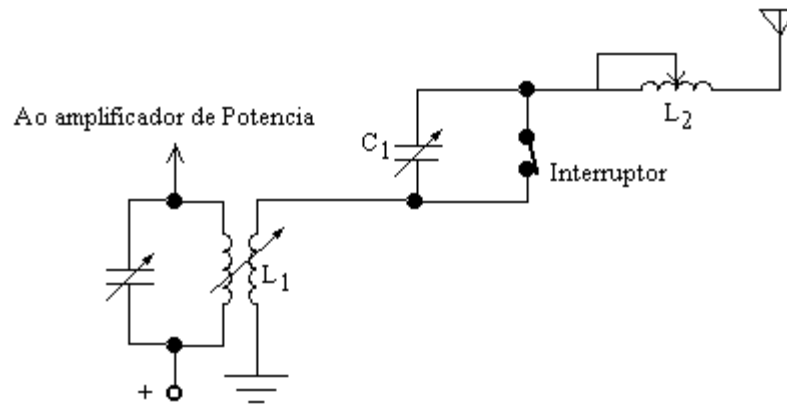 Ao amplificador de Potencia
C1
L2
Interruptor
L1
+